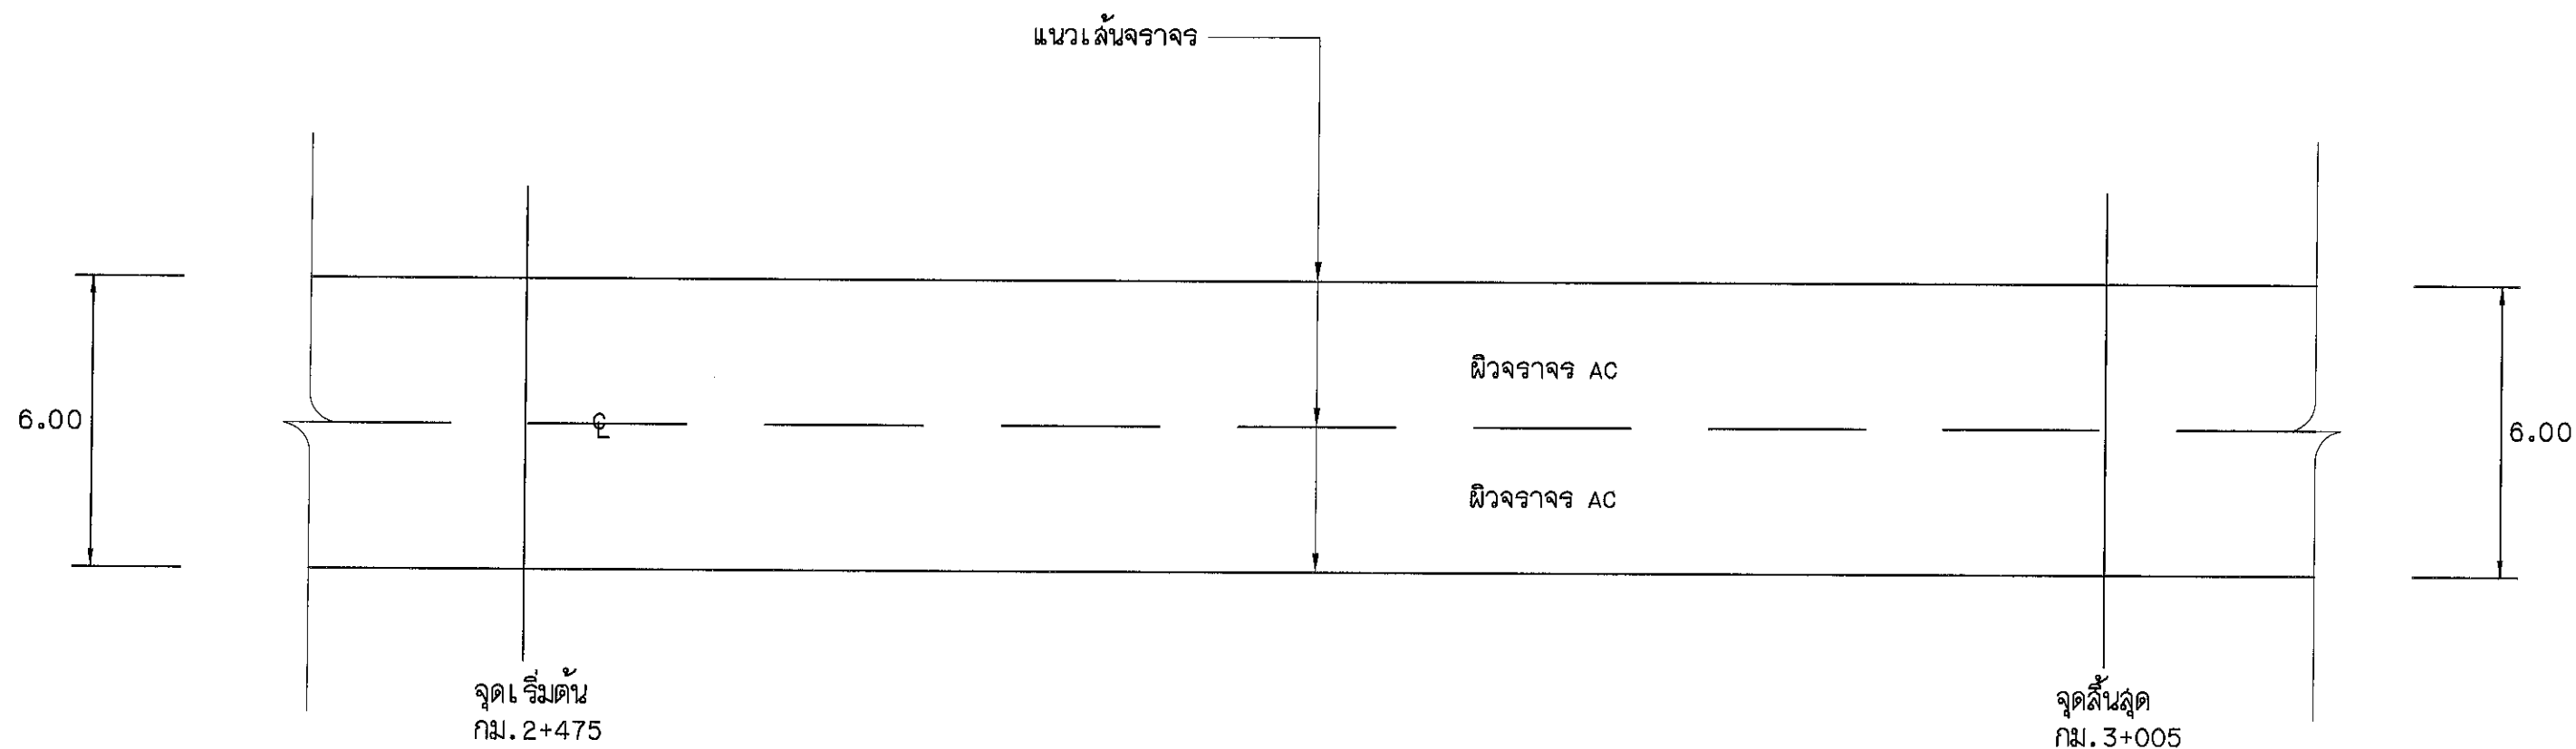 แนวเส้นจราจร
ผิวจราจร AC
6.00
℄
6.00
ผิวจราจร AC
จุดเริ่มต้น
กม.2+475
จุดสิ้นสุด
กม.3+005